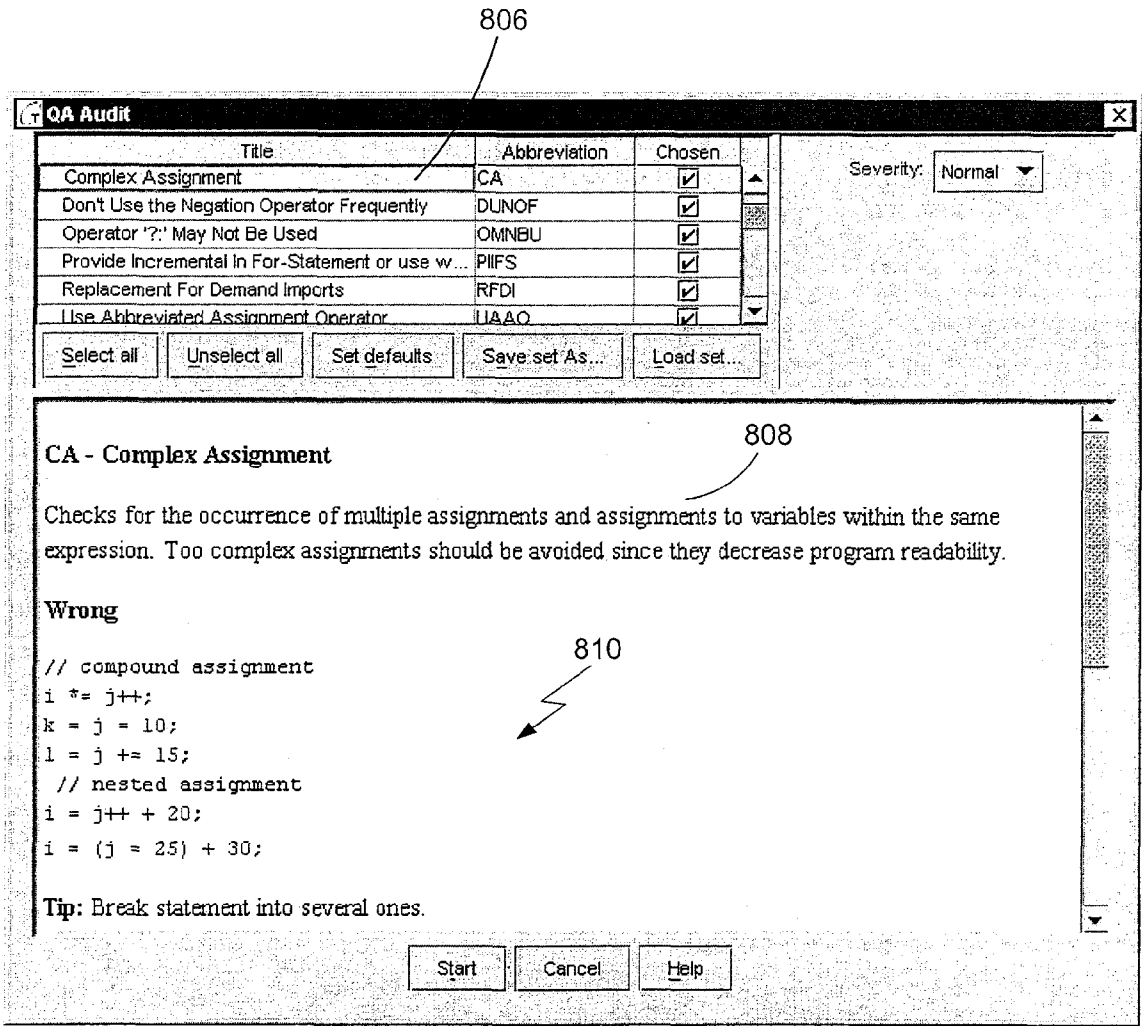 806
QA Audit
Title Abbreviation Chosen
Complex Assignment CA
Don't Use the Negation Operator Frequently DUNOF
Operator '?:' May Not Be Used OMNBU
Provide Incremental In For-Statement or use w... PIIFS
Replacement For Demand Imports RFDI
Use Abbreviated Assignment Operator UAAO
Severity: Normal
Select all Unselect all Set defaults Save set As... Load set...
808
CA - Complex Assignment
Checks for the occurrence of multiple assignments and assignments to variables within the same
expression. Too complex assignments should be avoided since they decrease program readability.
Wrong
810
// compound assignment
i *= j++;
k = j = 10;
l = j += 15;
// nested assignment
i = j++ + 20;
i = (j = 25) + 30;
Tip: Break statement into several ones.
Start Cancel Help